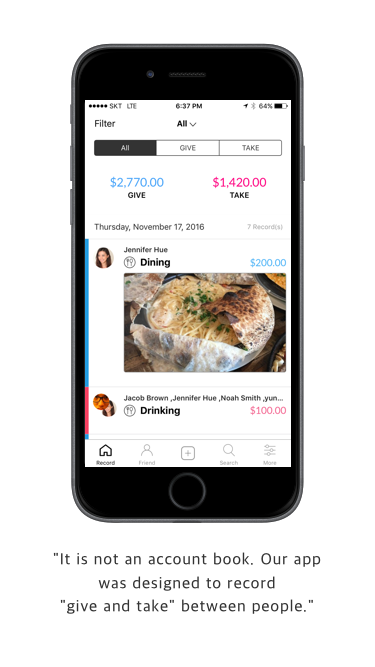 SKT LTE 6:37 PM 64%
Filter All
All GIVE TAKE
$2,770.00 $1,420.00
GIVE TAKE
Thursday, November 17, 2016 7 Record(s)
Jennifer Hue
Dining $200.00
Jacob Brown ,Jennifer Hue ,Noah Smith ,yun...
Drinking $100.00
Record Friend Search More
"It is not an account book. Our app
was designed to record
"give and take" between people."